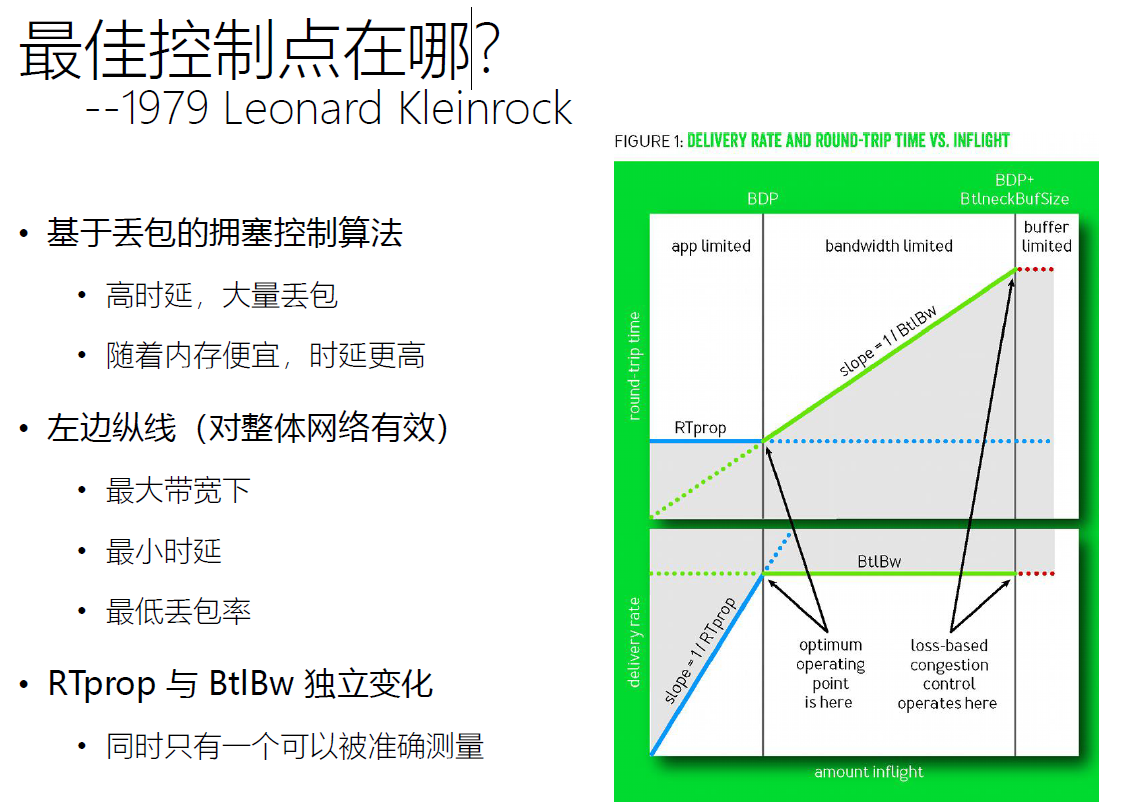 最佳控制点在哪?
--1979 Leonard Kleinrock
• 基于丢包的拥塞控制算法
• 高时延，大量丢包
• 随着内存便宜，时延更高
• 左边纵线（对整体网络有效）
• 最大带宽下
• 最小时延
• 最低丢包率
• RTprop 与 BtlBw 独立变化
• 同时只有一个可以被准确测量
FIGURE 1: DELIVERY RATE AND ROUND-TRIP TIME VS. INFLIGHT
BDP
BDP+
BtlneckBufSize
app limited
bandwidth limited
buffer
limited
round-trip time
slope = 1 / BtlBw
RTprop
BtlBw
delivery rate
slope = 1 / RTprop
optimum
operating
point
is here
loss-based
congestion
control
operates here
amount inflight